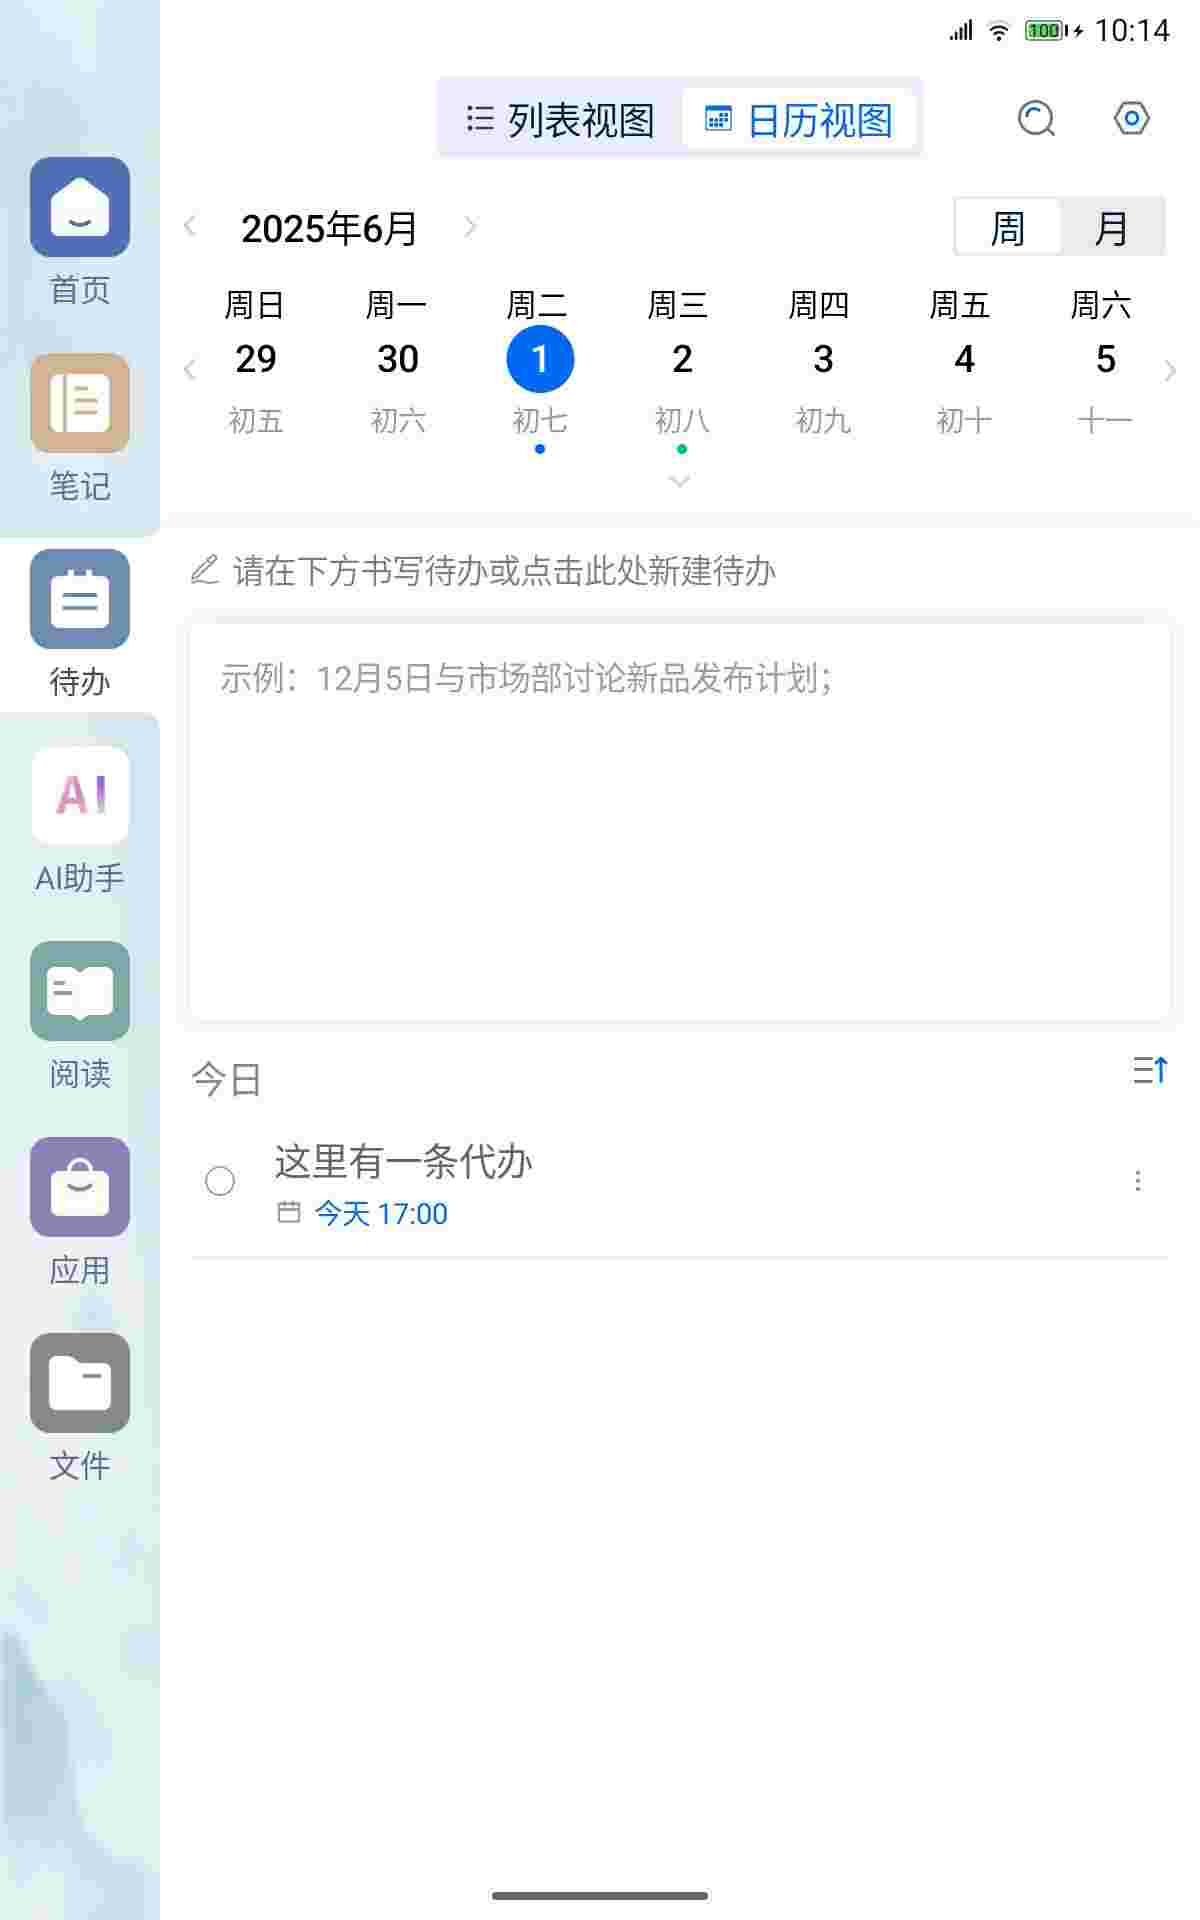 100 10:14
列表视图 日历视图
2025年6月 周 月
周日 周一 周二 周三 周四 周五 周六
29 30 1 2 3 4 5
初五 初六 初七 初八 初九 初十 十一
请在下方书写待办或点击此处新建待办
示例：12月5日与市场部讨论新品发布计划；
今日
这里有一条代办
今天 17:00
首页
笔记
待办
AI
AI助手
阅读
应用
文件